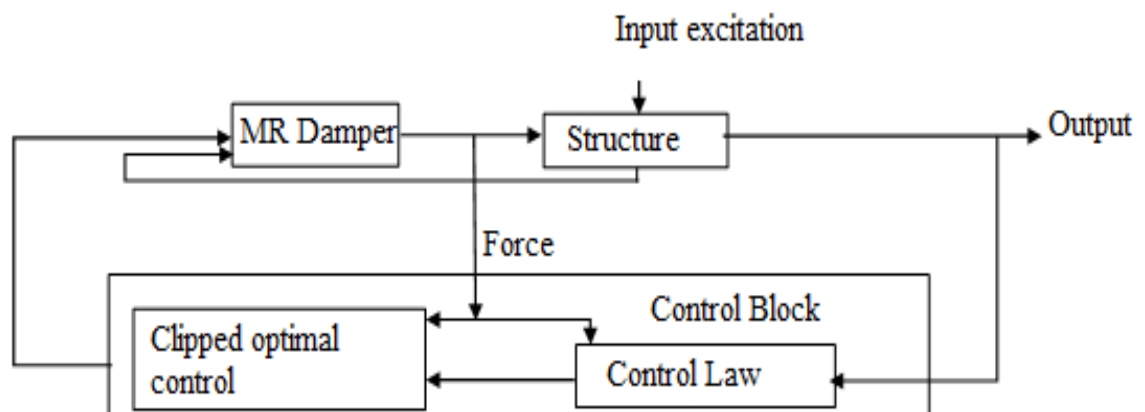 Input excitation
MR Damper
Structure
Output
Force
Control Block
Clipped optimal
control
Control Law